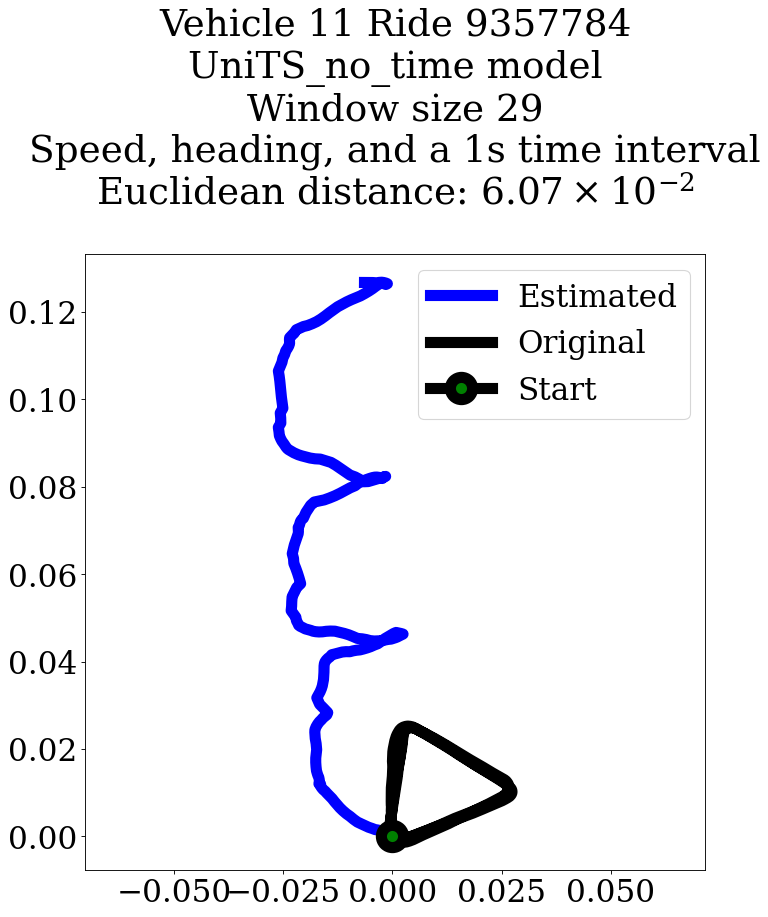 Vehicle 11 Ride 9357784
UniTS_no_time model
Window size 29
Speed, heading, and a 1s time interval
Euclidean distance: 6.07 × 10⁻²
Estimated
Original
Start
0.12
0.10
0.08
0.06
0.04
0.02
0.00
−0.050
−0.025
0.000
0.025
0.050